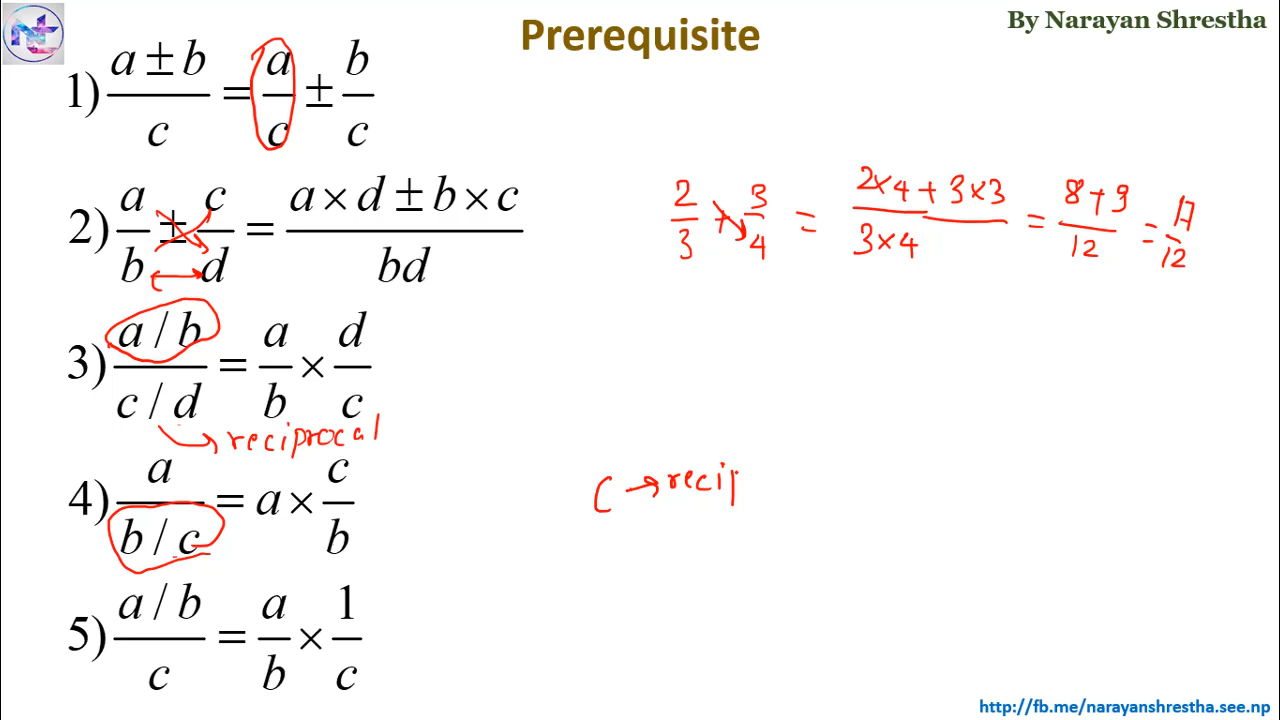 Prerequisite
By Narayan Shrestha
1) (a ± b)/c = a/c ± b/c
2) a/b ± c/d = (a × d ± b × c)/bd
2/3 + 3/4 = (2×4 + 3×3)/(3×4) = (8+9)/12 = 17/12
3) (a / b)/(c / d) = a/b × d/c
reciprocal
4) a/(b / c) = a × c/b
c → recip
5) (a / b)/c = a/b × 1/c
http://fb.me/narayanshrestha.see.np